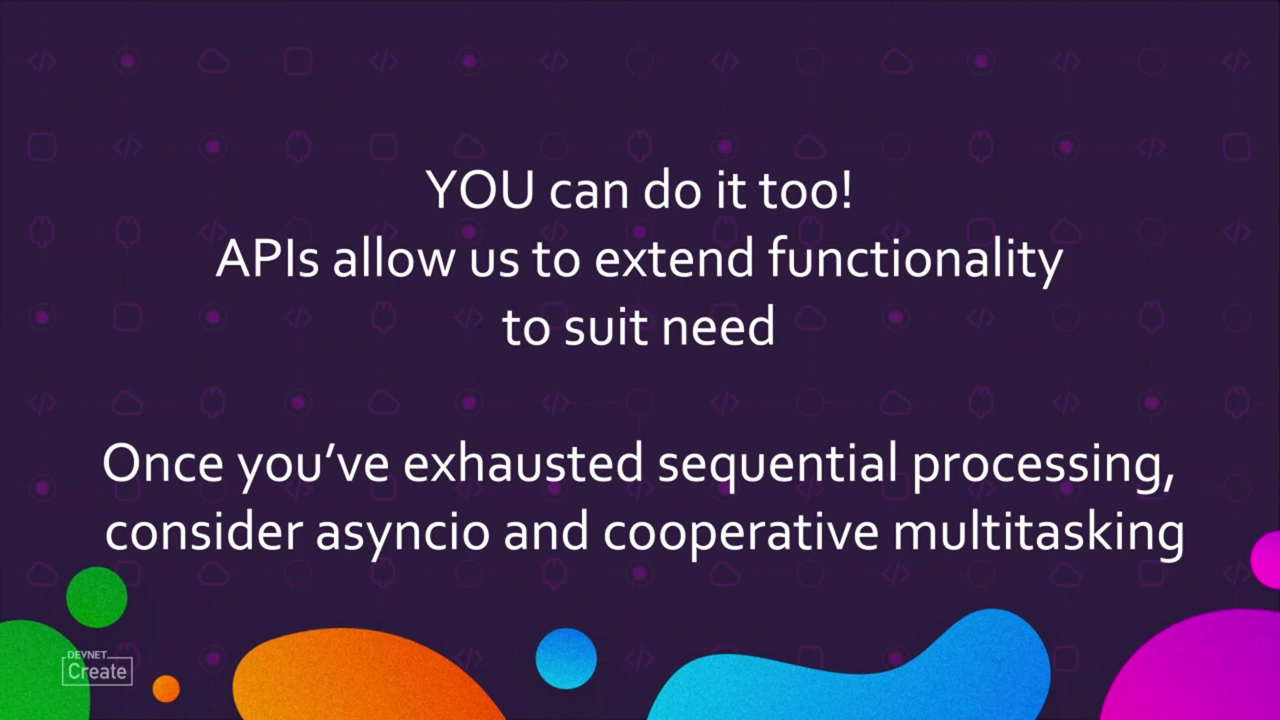 YOU can do it too!
APIs allow us to extend functionality
to suit need
Once you’ve exhausted sequential processing,
consider asyncio and cooperative multitasking
DEVNET
Create